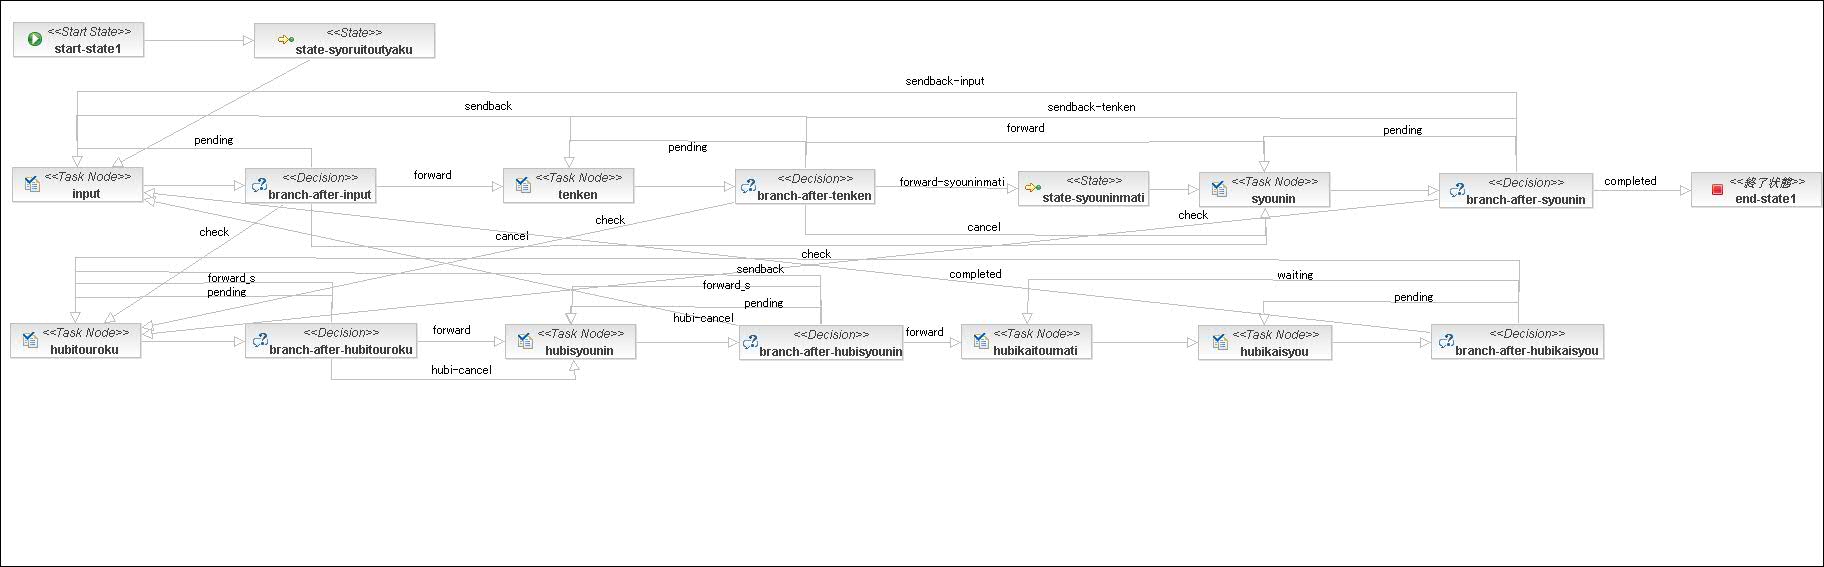 <<Start State>>
start-state1
<<State>>
state-syoruitoutyaku
sendback-input
sendback
sendback-tenken
forward
pending
pending
pending
<<Task Node>>
input
<<Decision>>
branch-after-input
forward
<<Task Node>>
tenken
<<Decision>>
branch-after-tenken
forward-syouninmati
<<State>>
state-syouninmati
<<Task Node>>
syounin
<<Decision>>
branch-after-syounin
completed
<<終了状態>>
end-state1
check
check
check
cancel
cancel
check
forward_s
pending
sendback
forward_s
pending
completed
waiting
pending
<<Task Node>>
hubitouroku
<<Decision>>
branch-after-hubitouroku
forward
<<Task Node>>
hubisyounin
hubi-cancel
<<Decision>>
branch-after-hubisyounin
forward
<<Task Node>>
hubikaitoumati
<<Task Node>>
hubikaisyou
<<Decision>>
branch-after-hubikaisyou
hubi-cancel